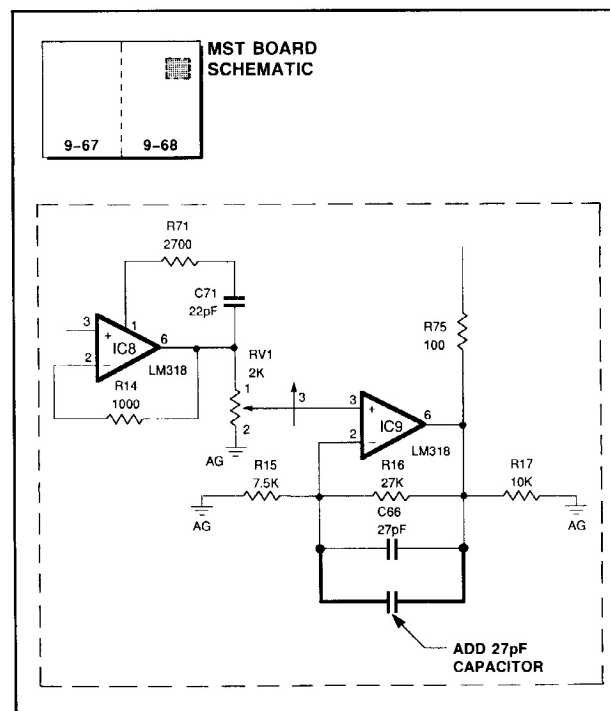 MST BOARD
SCHEMATIC
9-67
9-68
R71
2700
C71
22pF
3
+
1
6
IC8
2
−
LM318
R14
1000
RV1
2K
1
2
3
AG
R75
100
3
+
6
IC9
2
−
LM318
R15
7.5K
R16
27K
R17
10K
AG
AG
C66
27pF
ADD 27pF
CAPACITOR